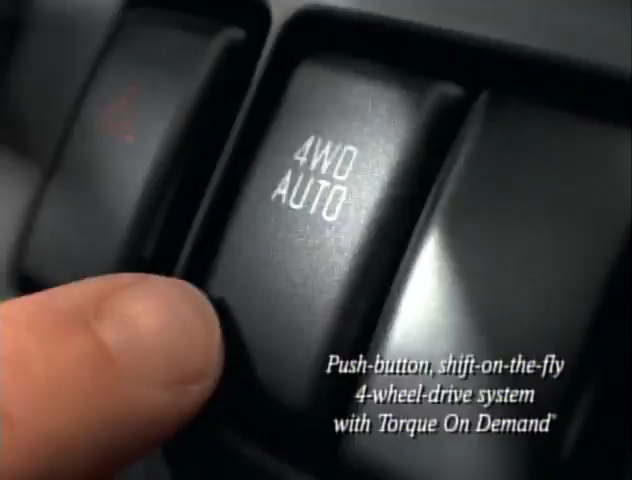 4WD
AUTO
Push-button, shift-on-the-fly
4-wheel-drive system
with Torque On Demand®